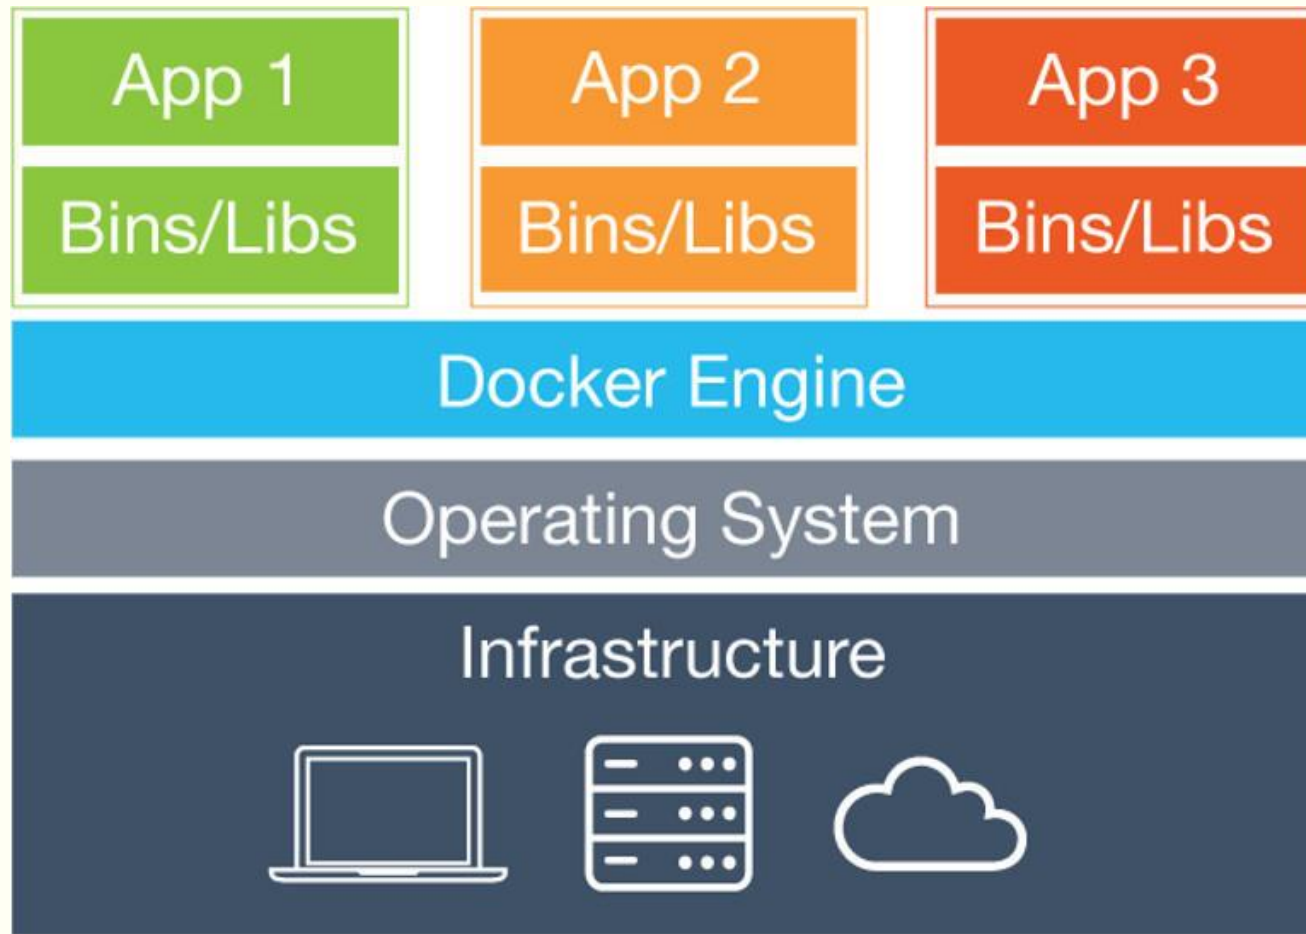 App 1
App 2
App 3
Bins/Libs
Bins/Libs
Bins/Libs
Docker Engine
Operating System
Infrastructure